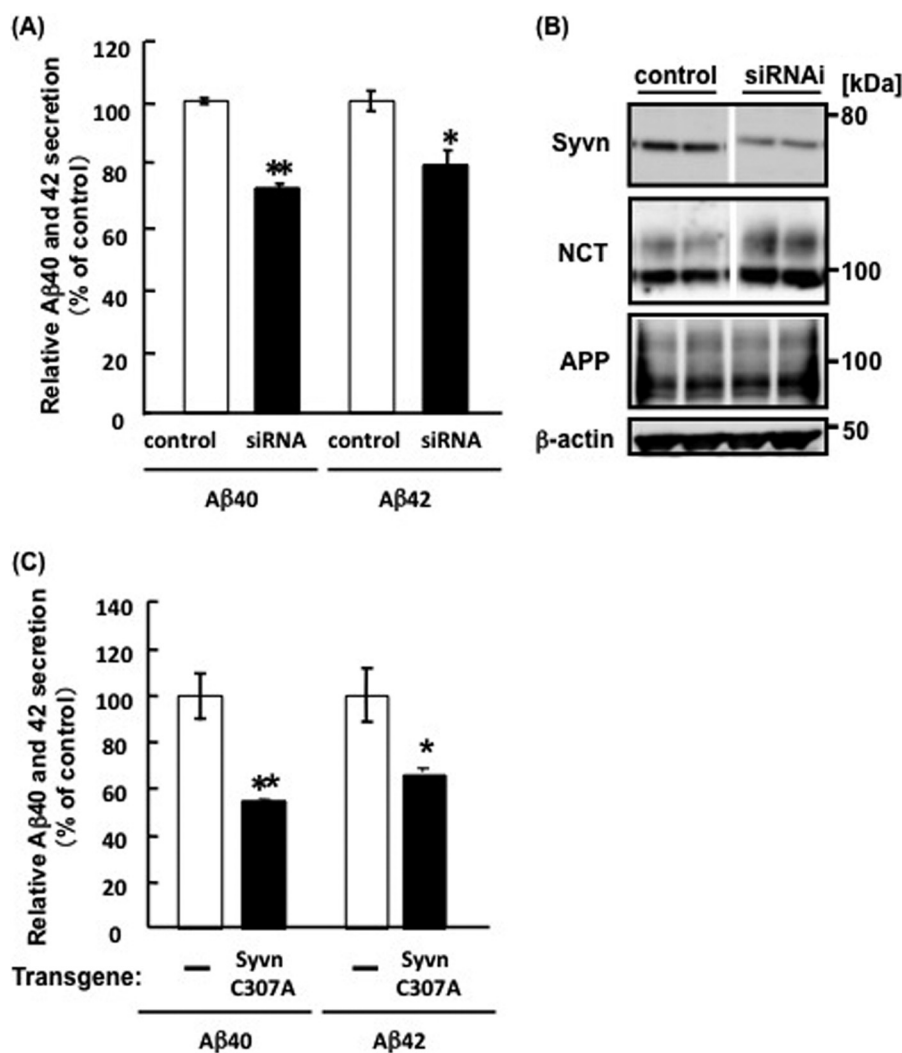 (A)
Relative Aβ40 and 42 secretion
(% of control)
120
100
80
60
40
20
0
**
*
control siRNA control siRNA
Aβ40 Aβ42
(B)
control siRNAi [kDa]
Syvn 80
NCT 100
APP 100
β-actin 50
(C)
Relative Aβ40 and 42 secretion
(% of control)
140
120
100
80
60
40
20
0
**
*
Transgene: – Syvn – Syvn
C307A C307A
Aβ40 Aβ42